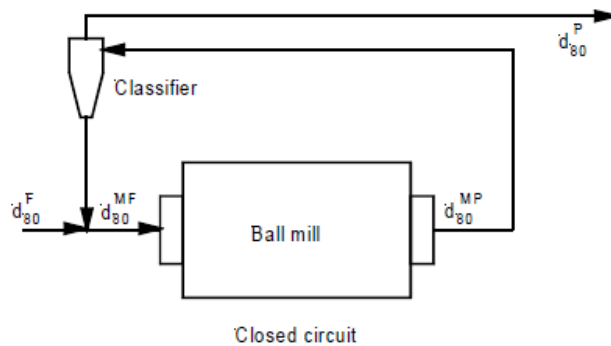 d₈₀ᴾ
Classifier
d₈₀ᶠ
d₈₀ᴹᶠ
d₈₀ᴹᴾ
Ball mill
Closed circuit